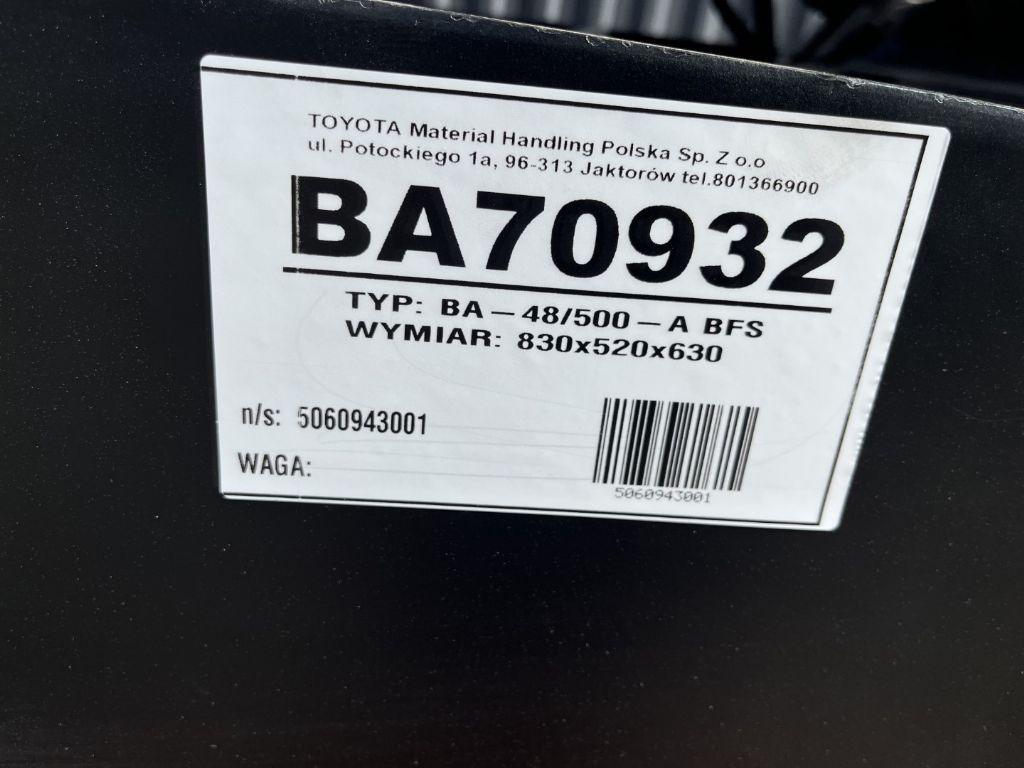 TOYOTA Material Handling Polska Sp. Z o.o
ul. Potockiego 1a, 96-313 Jaktorów tel.801366900
BA70932
TYP: BA – 48/500 – A BFS
WYMIAR: 830x520x630
n/s: 5060943001
WAGA:
5060943001